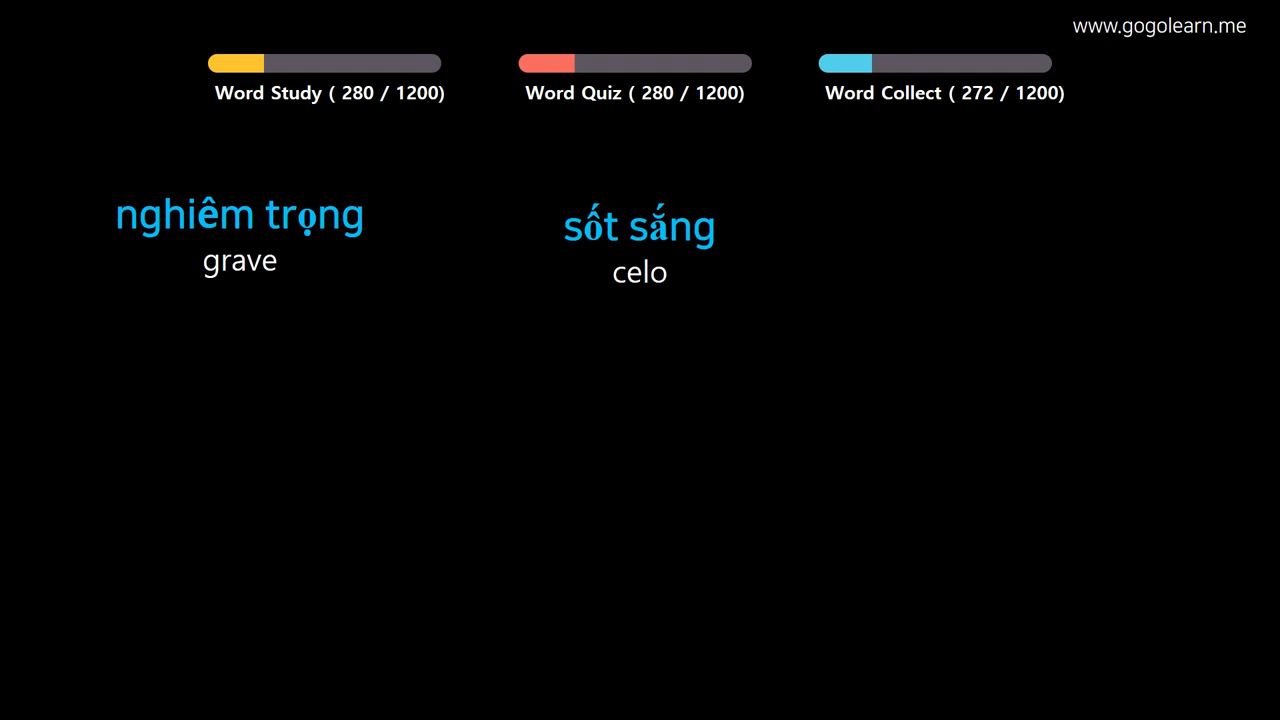 www.gogolearn.me
Word Study ( 280 / 1200)
Word Quiz ( 280 / 1200)
Word Collect ( 272 / 1200)
nghiêm trọng
grave
sốt sắng
celo